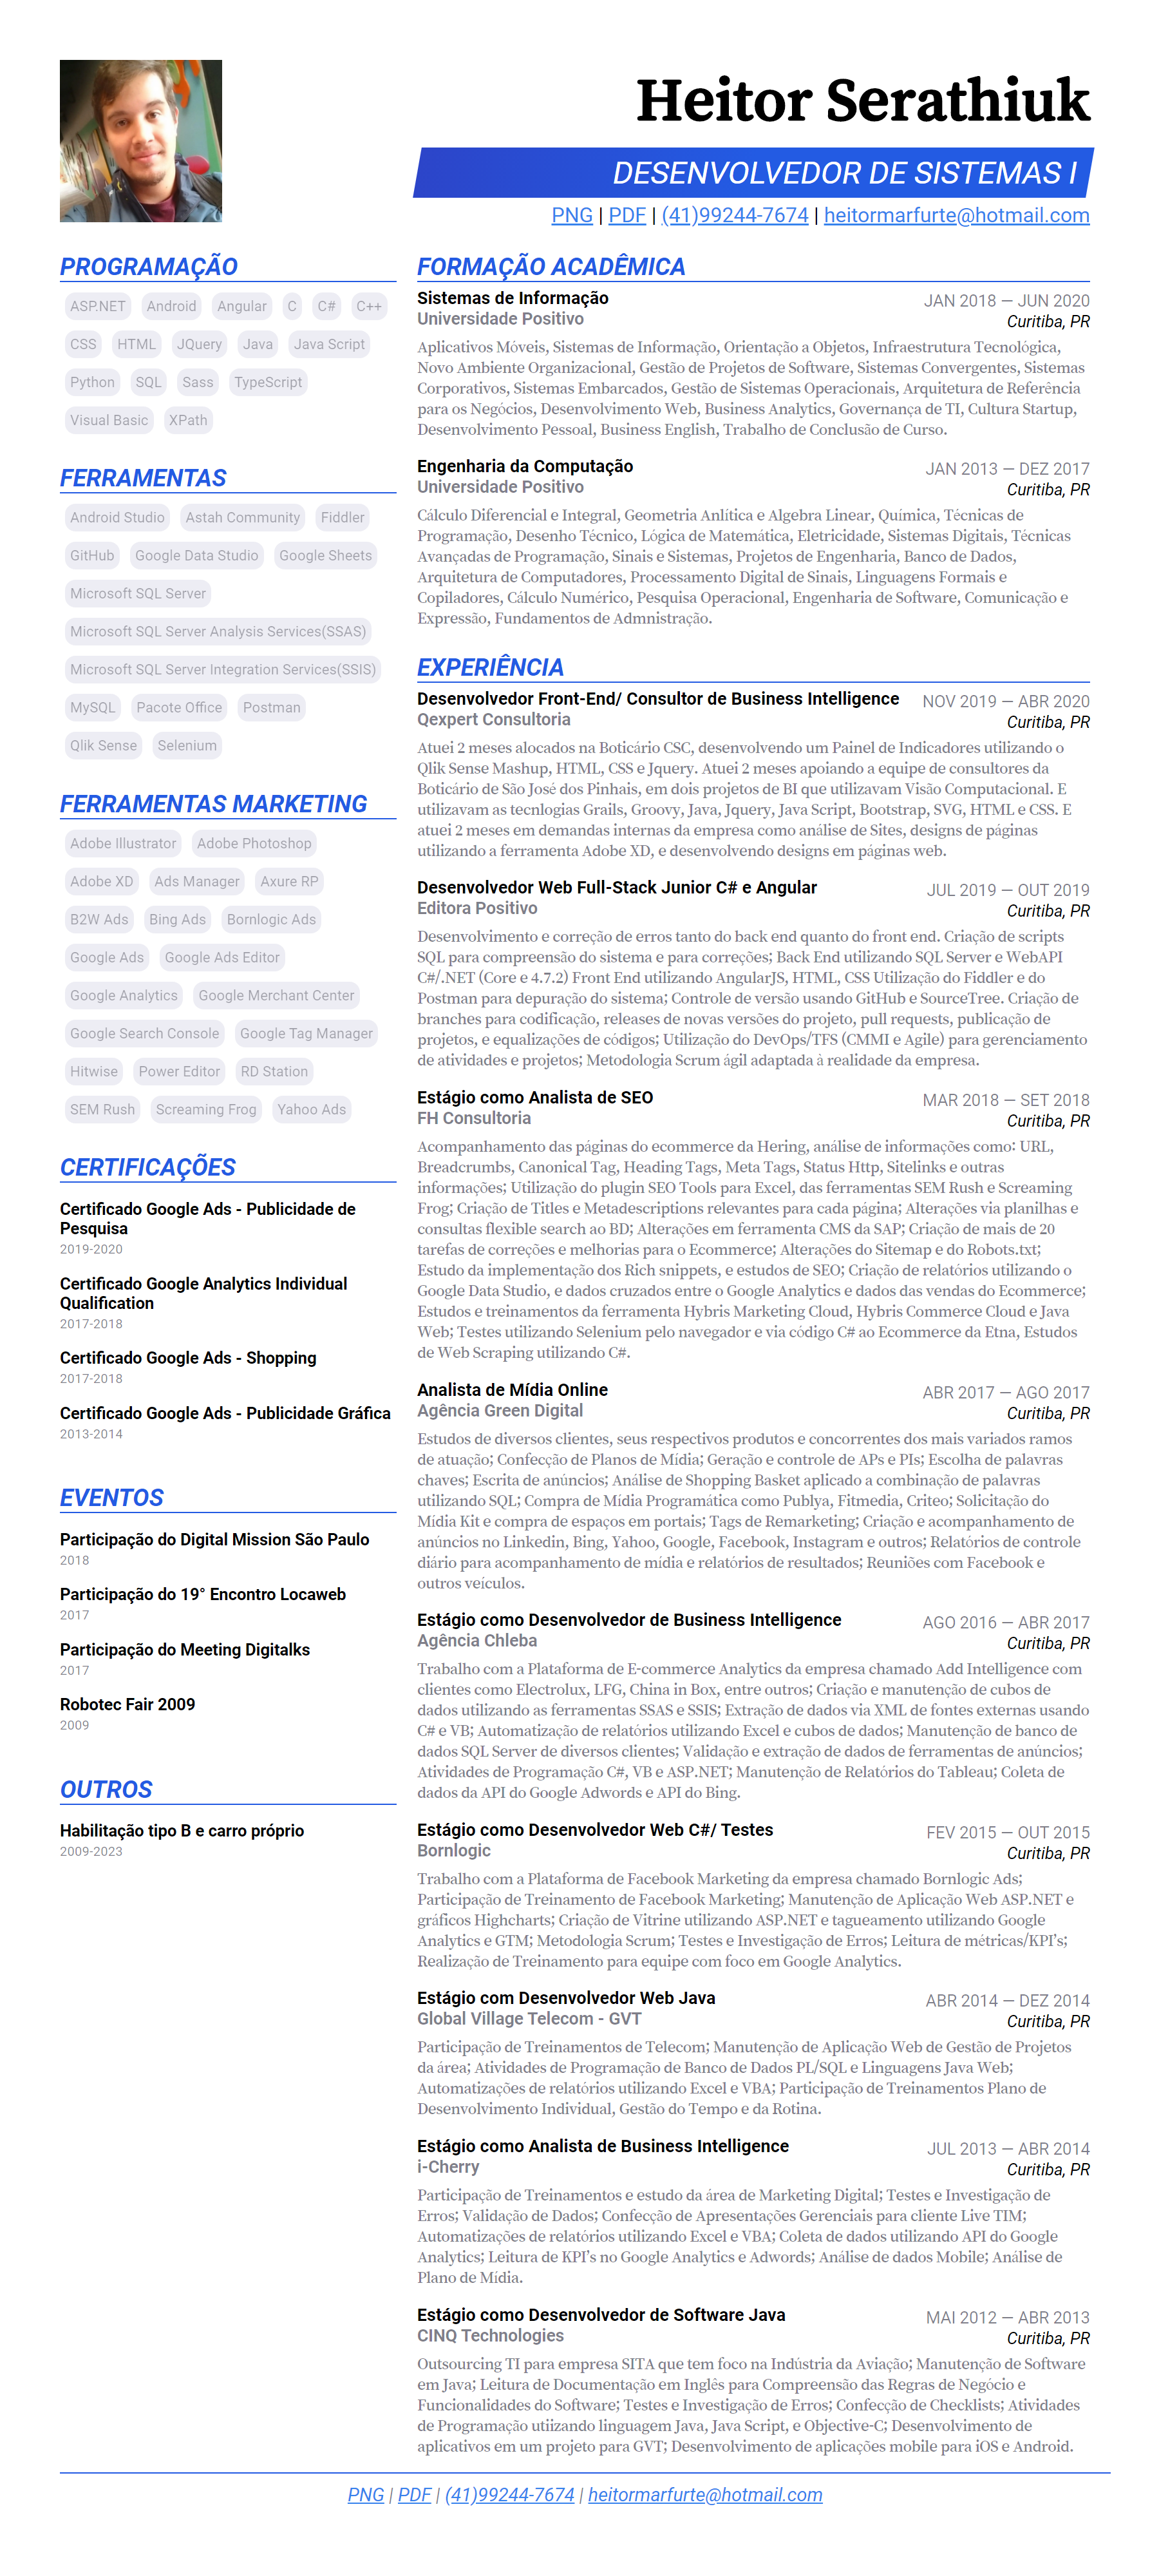 Heitor Serathiuk
DESENVOLVEDOR DE SISTEMAS I
PNG | PDF | (41)99244-7674 | heitormarfurte@hotmail.com
PROGRAMAÇÃO
ASP.NET Android Angular C C# C++
CSS HTML JQuery Java Java Script
Python SQL Sass TypeScript
Visual Basic XPath
FERRAMENTAS
Android Studio Astah Community Fiddler
GitHub Google Data Studio Google Sheets
Microsoft SQL Server
Microsoft SQL Server Analysis Services(SSAS)
Microsoft SQL Server Integration Services(SSIS)
MySQL Pacote Office Postman
Qlik Sense Selenium
FERRAMENTAS MARKETING
Adobe Illustrator Adobe Photoshop
Adobe XD Ads Manager Axure RP
B2W Ads Bing Ads Bornlogic Ads
Google Ads Google Ads Editor
Google Analytics Google Merchant Center
Google Search Console Google Tag Manager
Hitwise Power Editor RD Station
SEM Rush Screaming Frog Yahoo Ads
CERTIFICAÇÕES
Certificado Google Ads - Publicidade de
Pesquisa
2019-2020
Certificado Google Analytics Individual
Qualification
2017-2018
Certificado Google Ads - Shopping
2017-2018
Certificado Google Ads - Publicidade Gráfica
2013-2014
EVENTOS
Participação do Digital Mission São Paulo
2018
Participação do 19° Encontro Locaweb
2017
Participação do Meeting Digitalks
2017
Robotec Fair 2009
2009
OUTROS
Habilitação tipo B e carro próprio
2009-2023
FORMAÇÃO ACADÊMICA
Sistemas de Informação JAN 2018 — JUN 2020
Universidade Positivo Curitiba, PR
Aplicativos Móveis, Sistemas de Informação, Orientação a Objetos, Infraestrutura Tecnológica,
Novo Ambiente Organizacional, Gestão de Projetos de Software, Sistemas Convergentes, Sistemas
Corporativos, Sistemas Embarcados, Gestão de Sistemas Operacionais, Arquitetura de Referência
para os Negócios, Desenvolvimento Web, Business Analytics, Governança de TI, Cultura Startup,
Desenvolvimento Pessoal, Business English, Trabalho de Conclusão de Curso.
Engenharia da Computação JAN 2013 — DEZ 2017
Universidade Positivo Curitiba, PR
Cálculo Diferencial e Integral, Geometria Anlítica e Algebra Linear, Química, Técnicas de
Programação, Desenho Técnico, Lógica de Matemática, Eletricidade, Sistemas Digitais, Técnicas
Avançadas de Programação, Sinais e Sistemas, Projetos de Engenharia, Banco de Dados,
Arquitetura de Computadores, Processamento Digital de Sinais, Linguagens Formais e
Copiladores, Cálculo Numérico, Pesquisa Operacional, Engenharia de Software, Comunicação e
Expressão, Fundamentos de Admnistração.
EXPERIÊNCIA
Desenvolvedor Front-End/ Consultor de Business Intelligence NOV 2019 — ABR 2020
Qexpert Consultoria Curitiba, PR
Atuei 2 meses alocados na Boticário CSC, desenvolvendo um Painel de Indicadores utilizando o
Qlik Sense Mashup, HTML, CSS e Jquery. Atuei 2 meses apoiando a equipe de consultores da
Boticário de São José dos Pinhais, em dois projetos de BI que utilizavam Visão Computacional. E
utilizavam as tecnlogias Grails, Groovy, Java, Jquery, Java Script, Bootstrap, SVG, HTML e CSS. E
atuei 2 meses em demandas internas da empresa como análise de Sites, designs de páginas
utilizando a ferramenta Adobe XD, e desenvolvendo designs em páginas web.
Desenvolvedor Web Full-Stack Junior C# e Angular JUL 2019 — OUT 2019
Editora Positivo Curitiba, PR
Desenvolvimento e correção de erros tanto do back end quanto do front end. Criação de scripts
SQL para compreensão do sistema e para correções; Back End utilizando SQL Server e WebAPI
C#/.NET (Core e 4.7.2) Front End utilizando AngularJS, HTML, CSS Utilização do Fiddler e do
Postman para depuração do sistema; Controle de versão usando GitHub e SourceTree. Criação de
branches para codificação, releases de novas versões do projeto, pull requests, publicação de
projetos, e equalizações de códigos; Utilização do DevOps/TFS (CMMI e Agile) para gerenciamento
de atividades e projetos; Metodologia Scrum ágil adaptada à realidade da empresa.
Estágio como Analista de SEO MAR 2018 — SET 2018
FH Consultoria Curitiba, PR
Acompanhamento das páginas do ecommerce da Hering, análise de informações como: URL,
Breadcrumbs, Canonical Tag, Heading Tags, Meta Tags, Status Http, Sitelinks e outras
informações; Utilização do plugin SEO Tools para Excel, das ferramentas SEM Rush e Screaming
Frog; Criação de Titles e Metadescriptions relevantes para cada página; Alterações via planilhas e
consultas flexible search ao BD; Alterações em ferramenta CMS da SAP; Criação de mais de 20
tarefas de correções e melhorias para o Ecommerce; Alterações do Sitemap e do Robots.txt;
Estudo da implementação dos Rich snippets, e estudos de SEO; Criação de relatórios utilizando o
Google Data Studio, e dados cruzados entre o Google Analytics e dados das vendas do Ecommerce;
Estudos e treinamentos da ferramenta Hybris Marketing Cloud, Hybris Commerce Cloud e Java
Web; Testes utilizando Selenium pelo navegador e via código C# ao Ecommerce da Etna, Estudos
de Web Scraping utilizando C#.
Analista de Mídia Online ABR 2017 — AGO 2017
Agência Green Digital Curitiba, PR
Estudos de diversos clientes, seus respectivos produtos e concorrentes dos mais variados ramos
de atuação; Confecção de Planos de Mídia; Geração e controle de APs e PIs; Escolha de palavras
chaves; Escrita de anúncios; Análise de Shopping Basket aplicado a combinação de palavras
utilizando SQL; Compra de Mídia Programática como Publya, Fitmedia, Criteo; Solicitação do
Mídia Kit e compra de espaços em portais; Tags de Remarketing; Criação e acompanhamento de
anúncios no Linkedin, Bing, Yahoo, Google, Facebook, Instagram e outros; Relatórios de controle
diário para acompanhamento de mídia e relatórios de resultados; Reuniões com Facebook e
outros veículos.
Estágio como Desenvolvedor de Business Intelligence AGO 2016 — ABR 2017
Agência Chleba Curitiba, PR
Trabalho com a Plataforma de E-commerce Analytics da empresa chamado Add Intelligence com
clientes como Electrolux, LFG, China in Box, entre outros; Criação e manutenção de cubos de
dados utilizando as ferramentas SSAS e SSIS; Extração de dados via XML de fontes externas usando
C# e VB; Automatização de relatórios utilizando Excel e cubos de dados; Manutenção de banco de
dados SQL Server de diversos clientes; Validação e extração de dados de ferramentas de anúncios;
Atividades de Programação C#, VB e ASP.NET; Manutenção de Relatórios do Tableau; Coleta de
dados da API do Google Adwords e API do Bing.
Estágio como Desenvolvedor Web C#/ Testes FEV 2015 — OUT 2015
Bornlogic Curitiba, PR
Trabalho com a Plataforma de Facebook Marketing da empresa chamado Bornlogic Ads;
Participação de Treinamento de Facebook Marketing; Manutenção de Aplicação Web ASP.NET e
gráficos Highcharts; Criação de Vitrine utilizando ASP.NET e tagueamento utilizando Google
Analytics e GTM; Metodologia Scrum; Testes e Investigação de Erros; Leitura de métricas/KPI's;
Realização de Treinamento para equipe com foco em Google Analytics.
Estágio com Desenvolvedor Web Java ABR 2014 — DEZ 2014
Global Village Telecom - GVT Curitiba, PR
Participação de Treinamentos de Telecom; Manutenção de Aplicação Web de Gestão de Projetos
da área; Atividades de Programação de Banco de Dados PL/SQL e Linguagens Java Web;
Automatizações de relatórios utilizando Excel e VBA; Participação de Treinamentos Plano de
Desenvolvimento Individual, Gestão do Tempo e da Rotina.
Estágio como Analista de Business Intelligence JUL 2013 — ABR 2014
i-Cherry Curitiba, PR
Participação de Treinamentos e estudo da área de Marketing Digital; Testes e Investigação de
Erros; Validação de Dados; Confecção de Apresentações Gerenciais para cliente Live TIM;
Automatizações de relatórios utilizando Excel e VBA; Coleta de dados utilizando API do Google
Analytics; Leitura de KPI's no Google Analytics e Adwords; Análise de dados Mobile; Análise de
Plano de Mídia.
Estágio como Desenvolvedor de Software Java MAI 2012 — ABR 2013
CINQ Technologies Curitiba, PR
Outsourcing TI para empresa SITA que tem foco na Indústria da Aviação; Manutenção de Software
em Java; Leitura de Documentação em Inglês para Compreensão das Regras de Negócio e
Funcionalidades do Software; Testes e Investigação de Erros; Confecção de Checklists; Atividades
de Programação utiizando linguagem Java, Java Script, e Objective-C; Desenvolvimento de
aplicativos em um projeto para GVT; Desenvolvimento de aplicações mobile para iOS e Android.
PNG | PDF | (41)99244-7674 | heitormarfurte@hotmail.com